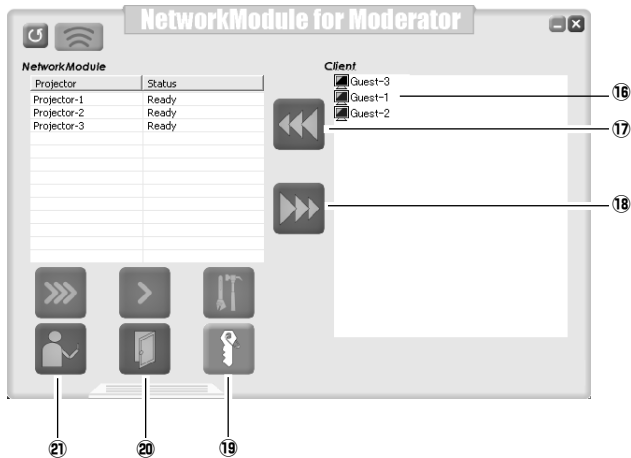 NetworkModule for Moderator
NetworkModule
Client
Projector Status
Projector-1 Ready
Projector-2 Ready
Projector-3 Ready
Guest-3
Guest-1
Guest-2
⑯
⑰
⑱
㉑ ⑳ ⑲